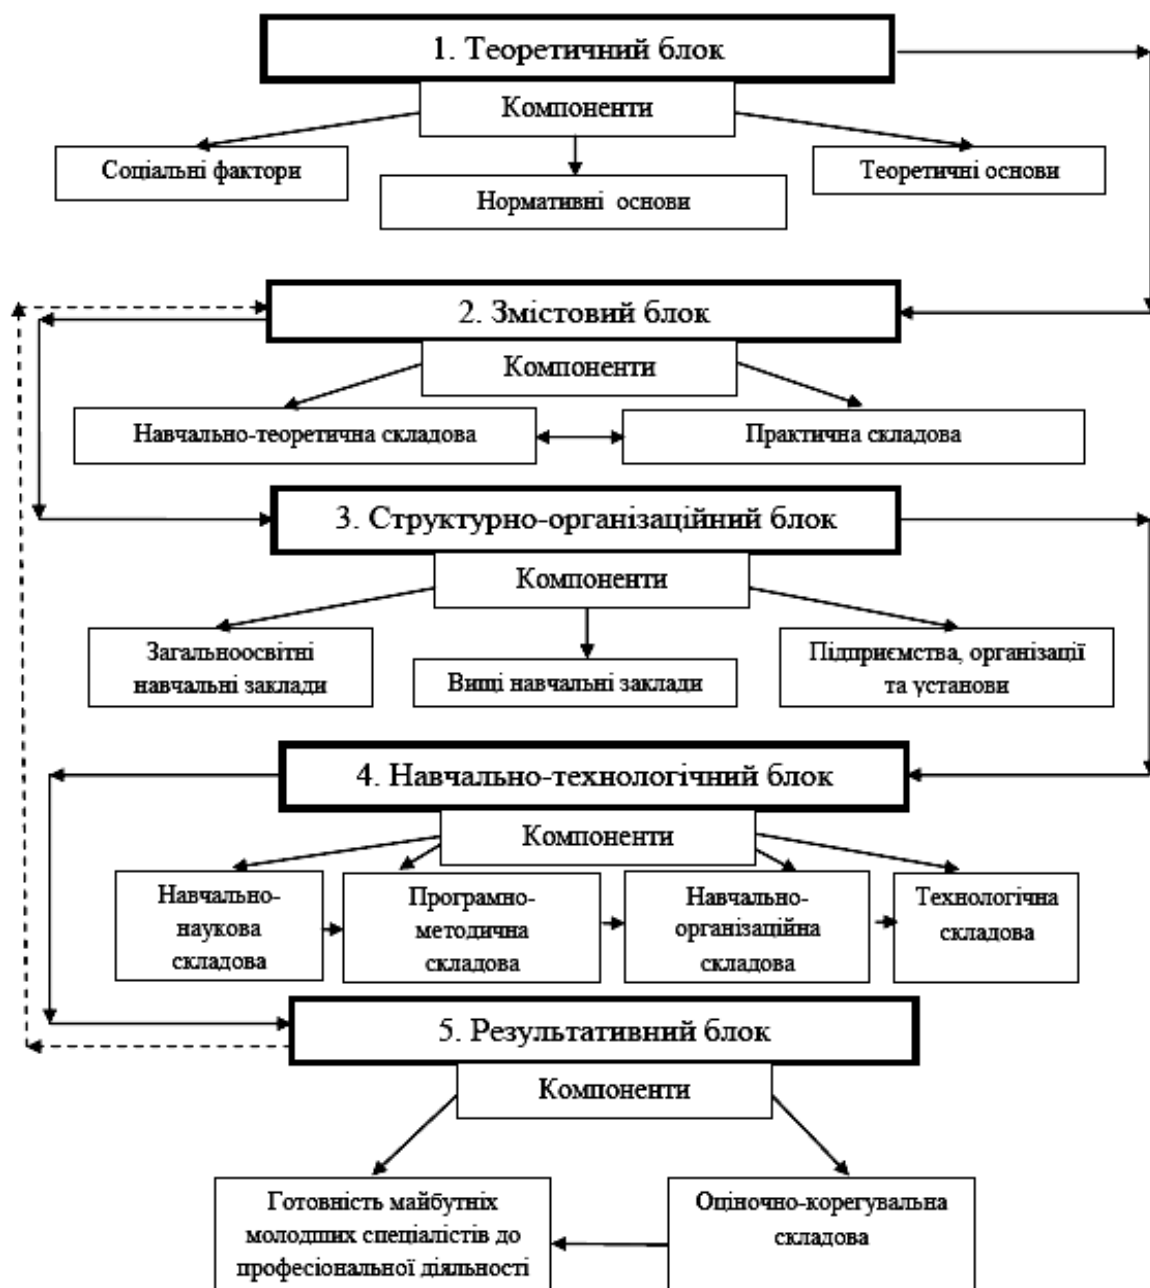 1. Теоретичний блок
Компоненти
Соціальні фактори
Нормативні основи
Теоретичні основи
2. Змістовий блок
Компоненти
Навчально-теоретична складова
Практична складова
3. Структурно-організаційний блок
Компоненти
Загальноосвітні
навчальні заклади
Вищі навчальні заклади
Підприємства, організації
та установи
4. Навчально-технологічний блок
Компоненти
Навчально-
наукова
складова
Програмно-
методична
складова
Навчально-
організаційна
складова
Технологічна
складова
5. Результативний блок
Компоненти
Готовність майбутніх
молодших спеціалістів до
професіональної діяльності
Оціночно-корегувальна
складова